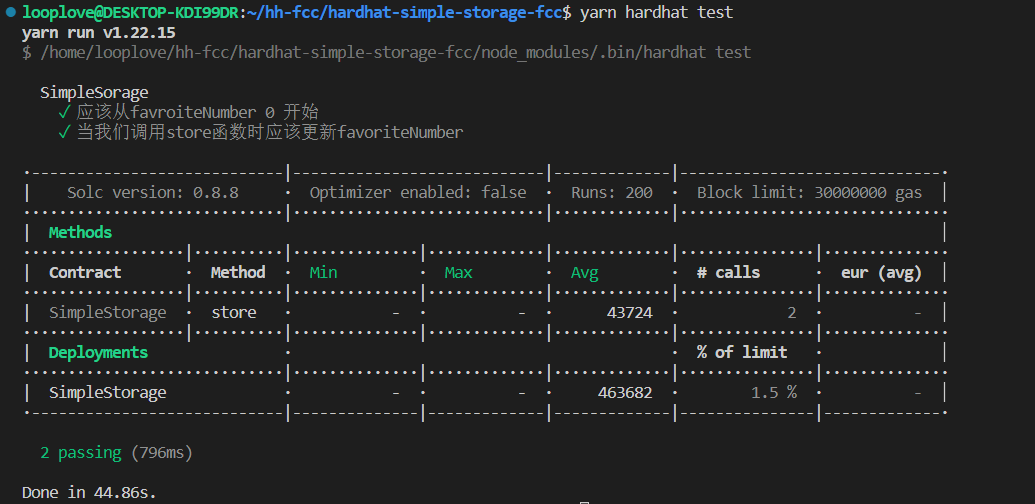 looplove@DESKTOP-KDI99DR:~/hh-fcc/hardhat-simple-storage-fcc$ yarn hardhat test
yarn run v1.22.15
$ /home/looplove/hh-fcc/hardhat-simple-storage-fcc/node_modules/.bin/hardhat test
SimpleSorage
✓ 应该从favroiteNumber 0 开始
✓ 当我们调用store函数时应该更新favoriteNumber
Solc version: 0.8.8 · Optimizer enabled: false · Runs: 200 · Block limit: 30000000 gas
Methods
Contract · Method · Min · Max · Avg · # calls · eur (avg)
SimpleStorage · store · - · - · 43724 · 2 · -
Deployments · · % of limit ·
SimpleStorage · - · - · 463682 · 1.5 % · -
2 passing (796ms)
Done in 44.86s.